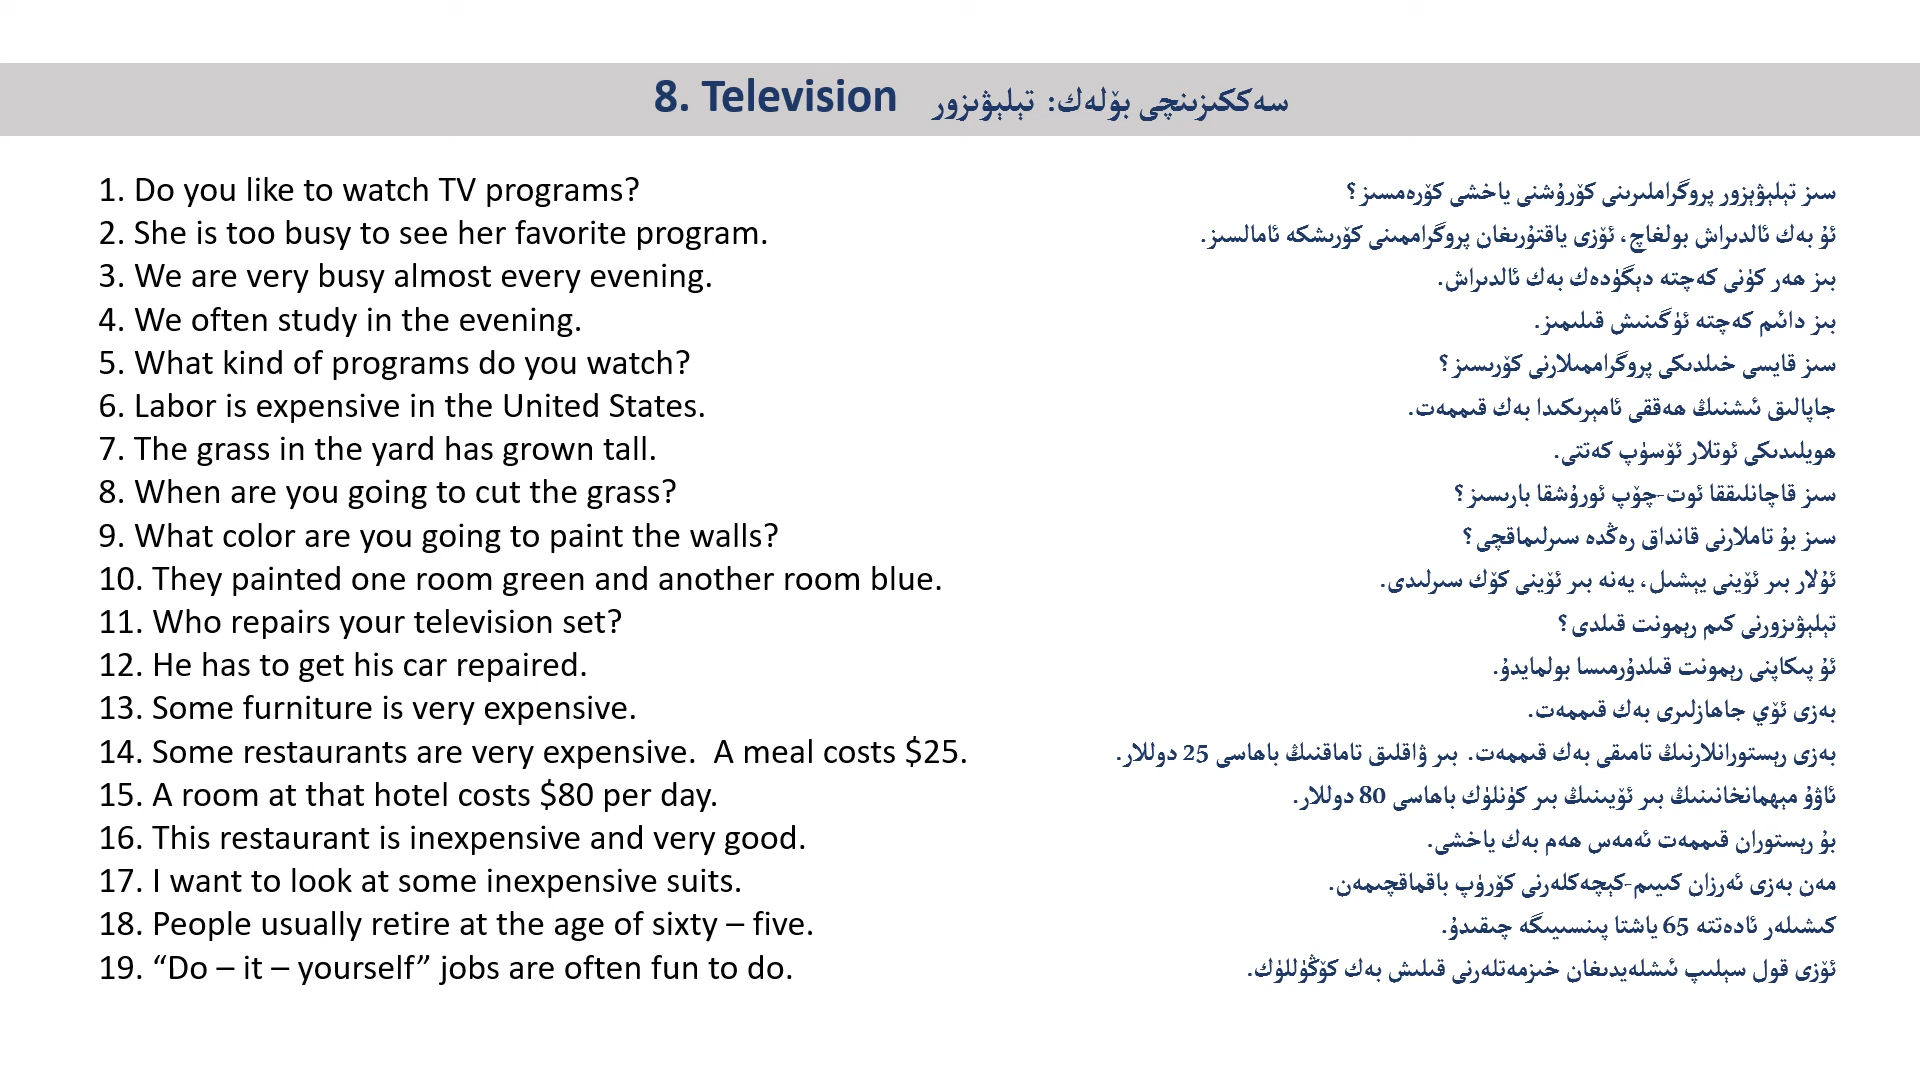 8. Television سەككىزىنچى بۆلەك: تېلېۋىزور
1. Do you like to watch TV programs? سىز تېلېۋېزور پروگراملىرىنى كۆرۈشنى ياخشى كۆرەمسىز؟
2. She is too busy to see her favorite program. ئۇ بەك ئالدىراش بولغاچ، ئۆزى ياقتۇرىغان پروگراممىنى كۆرىشكە ئامالسىز.
3. We are very busy almost every evening. بىز ھەر كۈنى كەچتە دېگۈدەك بەك ئالدىراش.
4. We often study in the evening. بىز دائىم كەچتە ئۈگىنىش قىلىمىز.
5. What kind of programs do you watch? سىز قايسى خىلدىكى پروگراممىلارنى كۆرىسىز؟
6. Labor is expensive in the United States. جاپالىق ئىشنىڭ ھەققى ئامېرىكىدا بەك قىممەت.
7. The grass in the yard has grown tall. ھويلىدىكى ئوتلار ئۆسۈپ كەتتى.
8. When are you going to cut the grass? سىز قاچانلىققا ئوت-چۆپ ئورۇشقا بارىسىز؟
9. What color are you going to paint the walls? سىز بۇ تاملارنى قانداق رەڭدە سىرلىماقچى؟
10. They painted one room green and another room blue. ئۇلار بىر ئۆينى يېشىل، يەنە بىر ئۆينى كۆك سىرلىدى.
11. Who repairs your television set? تېلېۋىزورنى كىم رېمونت قىلدى؟
12. He has to get his car repaired. ئۇ پىكاپنى رېمونت قىلدۇرمىسا بولمايدۇ.
13. Some furniture is very expensive. بەزى ئۆي جاھازلىرى بەك قىممەت.
14. Some restaurants are very expensive.  A meal costs $25. بەزى رېستورانلارنىڭ تامىقى بەك قىممەت. بىر ۋاقلىق تاماقنىڭ باھاسى 25 دوللار.
15. A room at that hotel costs $80 per day. ئاۋۇ مېھمانخانىنىڭ بىر ئۆيىنىڭ بىر كۈنلۈك باھاسى 80 دوللار.
16. This restaurant is inexpensive and very good. بۇ رېستوران قىممەت ئەمەس ھەم بەك ياخشى.
17. I want to look at some inexpensive suits. مەن بەزى ئەرزان كىيىم-كېچەكلەرنى كۆرۈپ باقماقچىمەن.
18. People usually retire at the age of sixty – five. كىشىلەر ئادەتتە 65 ياشتا پىنسىيىگە چىقىدۇ.
19. “Do – it – yourself” jobs are often fun to do. ئۆزى قول سېلىپ ئىشلەيدىغان خىزمەتلەرنى قىلىش بەك كۆڭۈللۈك.